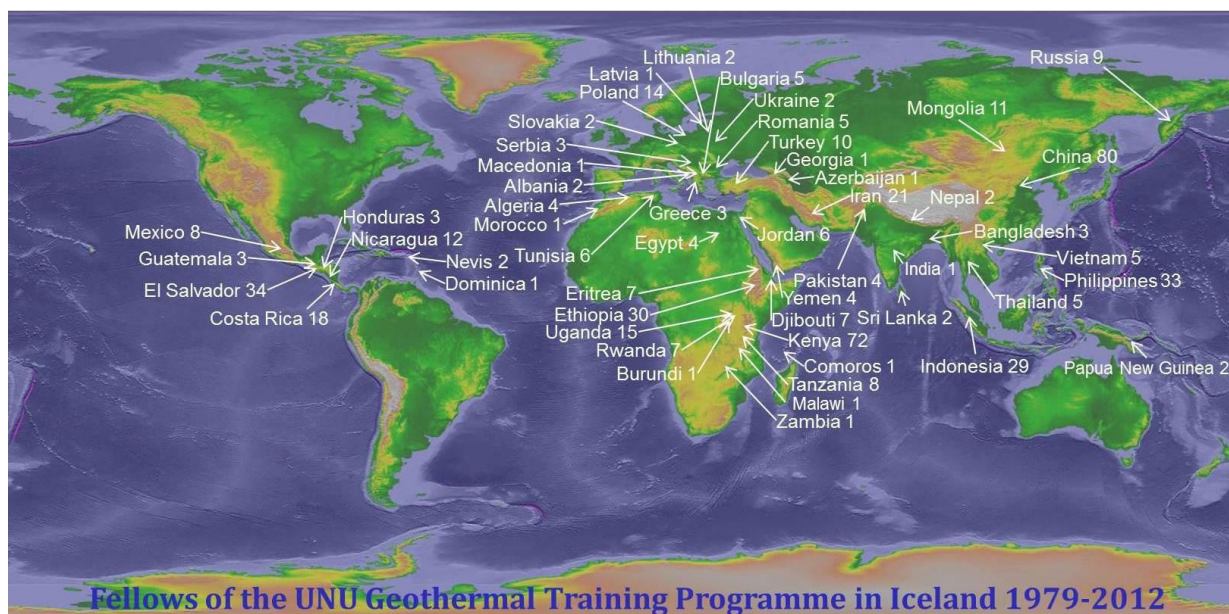 Lithuania 2
Latvia 1
Bulgaria 5
Poland 14
Ukraine 2
Slovakia 2
Romania 5
Serbia 3
Turkey 10
Macedonia 1
Georgia 1
Albania 2
Azerbaijan 1
Algeria 4
Iran 21
Morocco 1
Greece 3
Tunisia 6
Egypt 4
Jordan 6
Russia 9
Mongolia 11
China 80
Nepal 2
Bangladesh 3
Vietnam 5
India 1
Philippines 33
Pakistan 4
Thailand 5
Sri Lanka 2
Indonesia 29
Papua New Guinea 2
Honduras 3
Mexico 8
Nicaragua 12
Guatemala 3
Nevis 2
El Salvador 34
Dominica 1
Costa Rica 18
Eritrea 7
Yemen 4
Ethiopia 30
Djibouti 7
Uganda 15
Kenya 72
Rwanda 7
Comoros 1
Burundi 1
Tanzania 8
Malawi 1
Zambia 1
Fellows of the UNU Geothermal Training Programme in Iceland 1979-2012